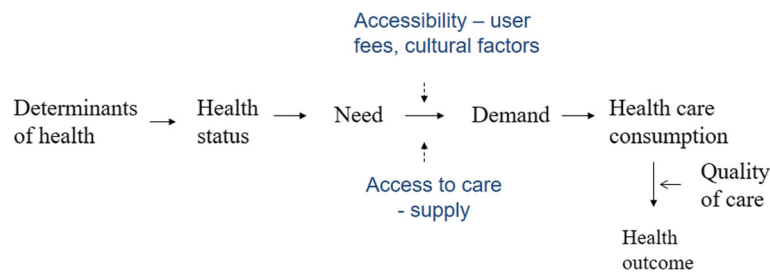 Accessibility – user
fees, cultural factors
Determinants
of health
Health
status
Need
Demand
Health care
consumption
Access to care
- supply
Quality
of care
Health
outcome